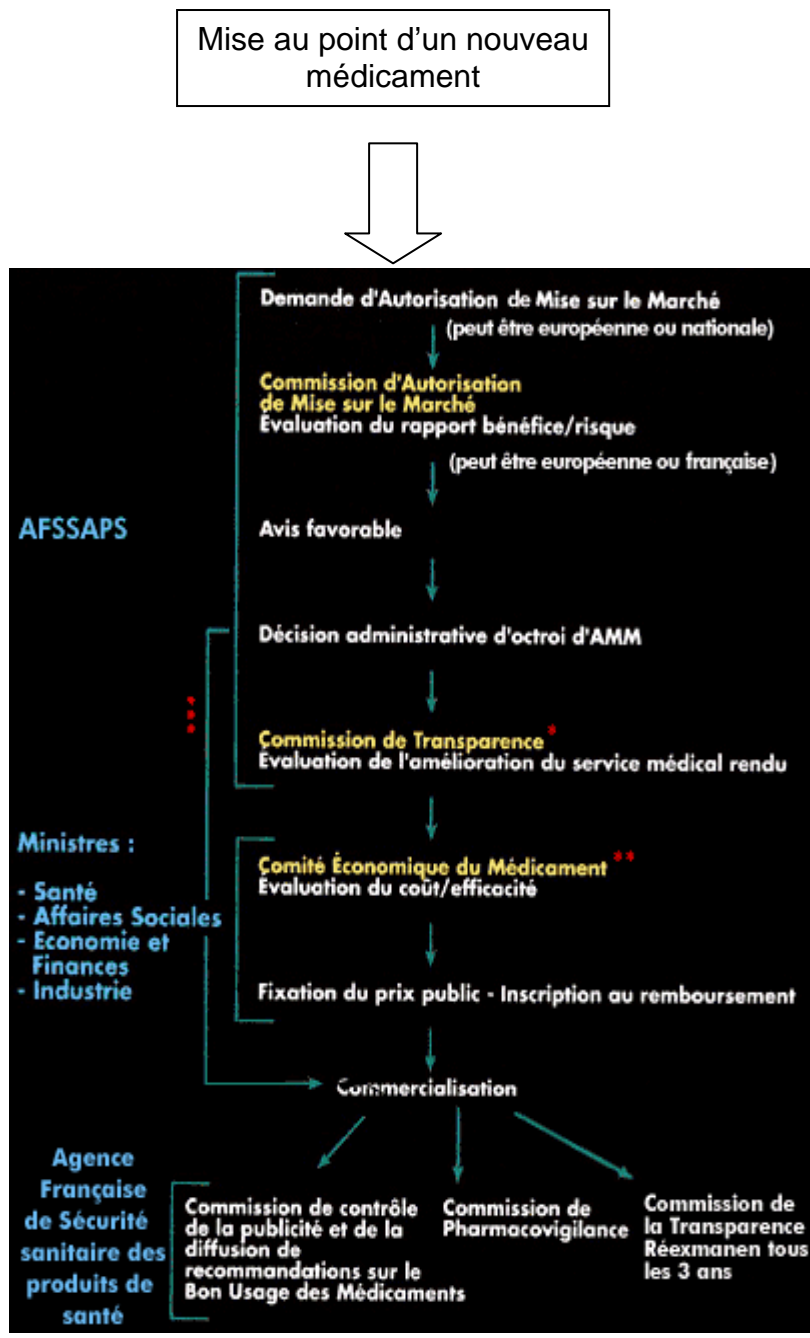 Mise au point d'un nouveau
médicament
Demande d'Autorisation de Mise sur le Marché
(peut être européenne ou nationale)
Commission d'Autorisation
de Mise sur le Marché
Évaluation du rapport bénéfice/risque
(peut être européenne ou française)
AFSSAPS
Avis favorable
Décision administrative d'octroi d'AMM
***
Commission de Transparence *
Évaluation de l'amélioration du service médical rendu
Ministres :
- Santé
- Affaires Sociales
- Economie et
Finances
- Industrie
Comité Économique du Médicament **
Évaluation du coût/efficacité
Fixation du prix public - Inscription au remboursement
Commercialisation
Agence
Française
de Sécurité
sanitaire des
produits de
santé
Commission de contrôle
de la publicité et de la
diffusion de
recommandations sur le
Bon Usage des Médicaments
Commission de
Pharmacovigilance
Commission de
la Transparence
Réexmanen tous
les 3 ans